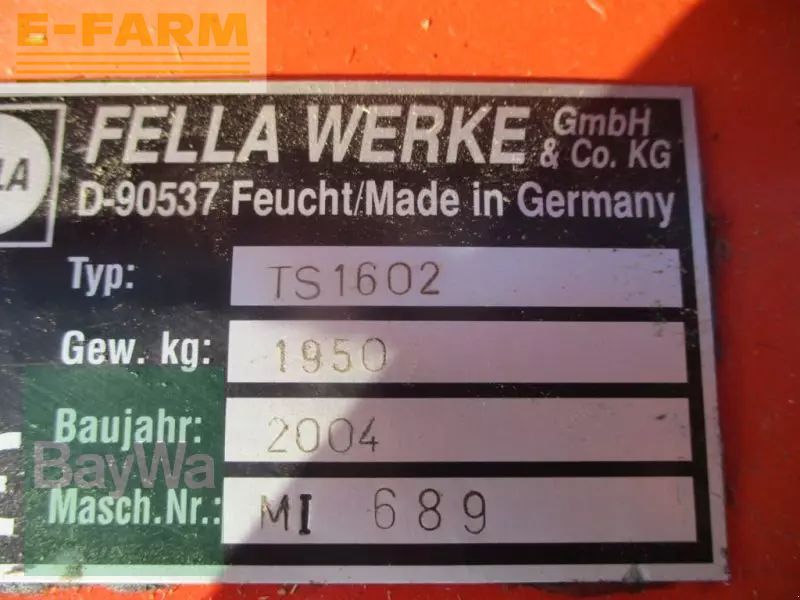 E-FARM
FELLA WERKE GmbH & Co. KG
D-90537 Feucht/Made in Germany
Typ: TS1602
Gew. kg: 1950
Baujahr: 2004
BayWa
Masch.Nr.: MI 689